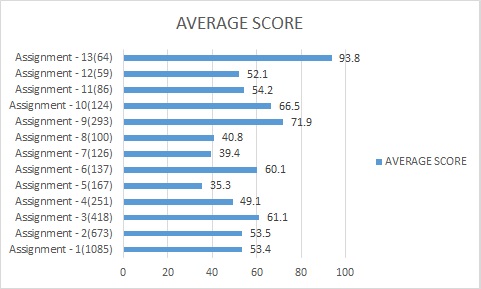 AVERAGE SCORE
Assignment - 13(64) 93.8
Assignment - 12(59) 52.1
Assignment - 11(86) 54.2
Assignment - 10(124) 66.5
Assignment - 9(293) 71.9
Assignment - 8(100) 40.8
Assignment - 7(126) 39.4
Assignment - 6(137) 60.1
Assignment - 5(167) 35.3
Assignment - 4(251) 49.1
Assignment - 3(418) 61.1
Assignment - 2(673) 53.5
Assignment - 1(1085) 53.4
0 20 40 60 80 100
AVERAGE SCORE